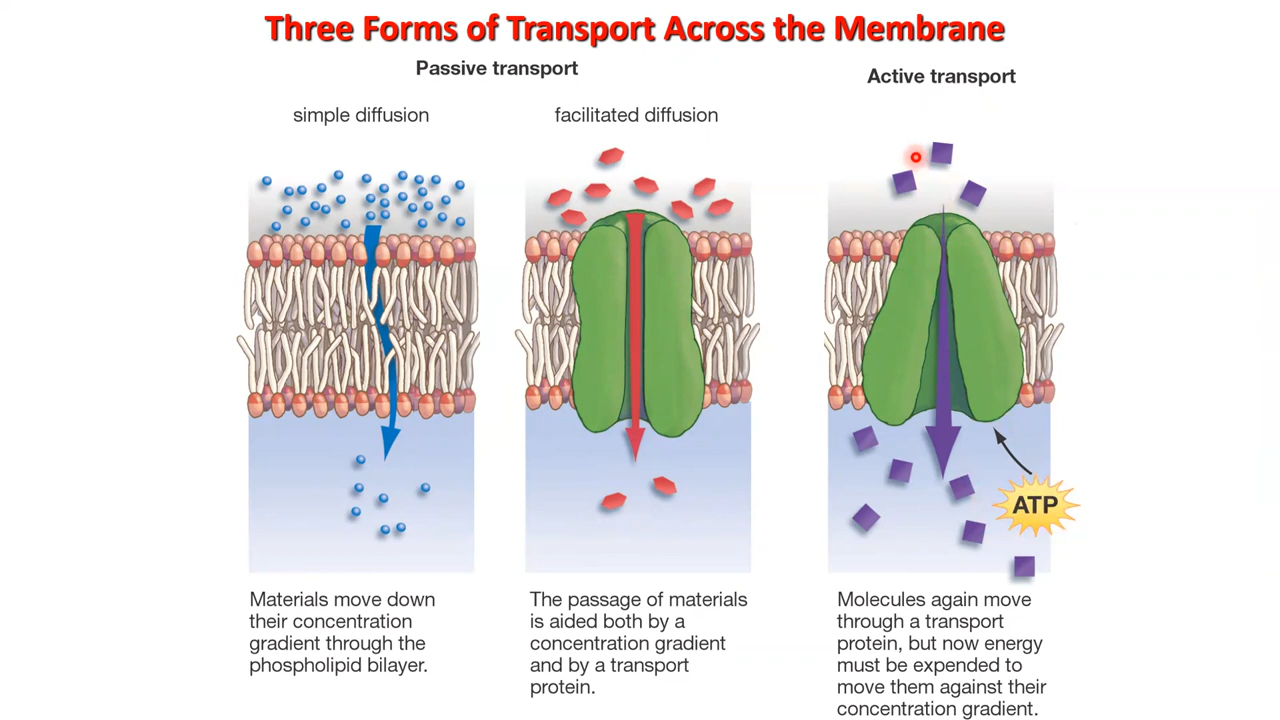 Three Forms of Transport Across the Membrane
Passive transport
Active transport
simple diffusion
facilitated diffusion
ATP
Materials move down
their concentration
gradient through the
phospholipid bilayer.
The passage of materials
is aided both by a
concentration gradient
and by a transport
protein.
Molecules again move
through a transport
protein, but now energy
must be expended to
move them against their
concentration gradient.